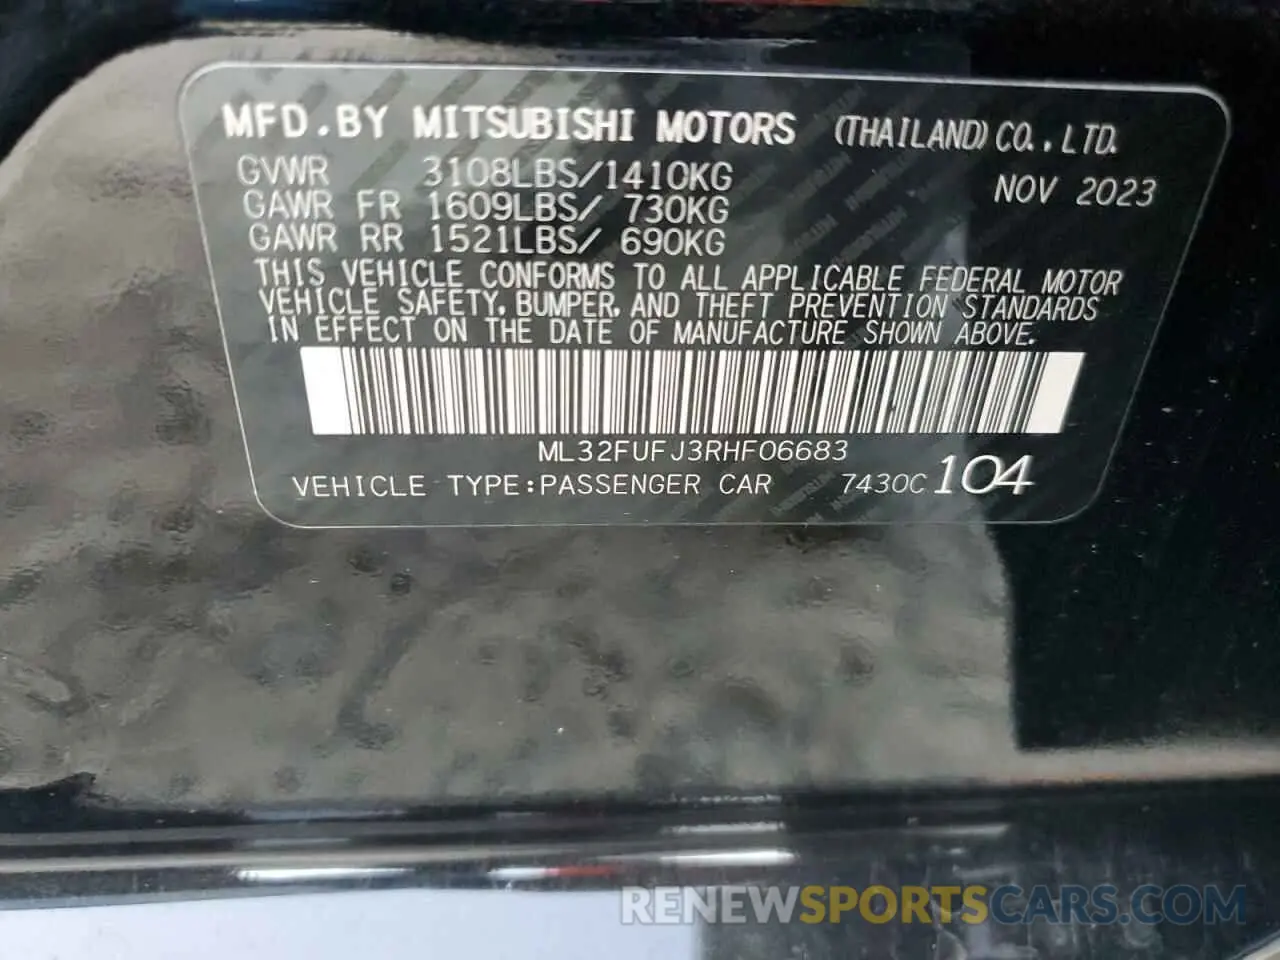 MFD.BY MITSUBISHI MOTORS (THAILAND) CO., LTD.
GVWR 3108LBS/1410KG NOV 2023
GAWR FR 1609LBS/ 730KG
GAWR RR 1521LBS/ 690KG
THIS VEHICLE CONFORMS TO ALL APPLICABLE FEDERAL MOTOR
VEHICLE SAFETY, BUMPER, AND THEFT PREVENTION STANDARDS
IN EFFECT ON THE DATE OF MANUFACTURE SHOWN ABOVE.
ML32FUFJ3RHF06683
VEHICLE TYPE:PASSENGER CAR 7430C 104
RENEWSPORTSCARS.COM